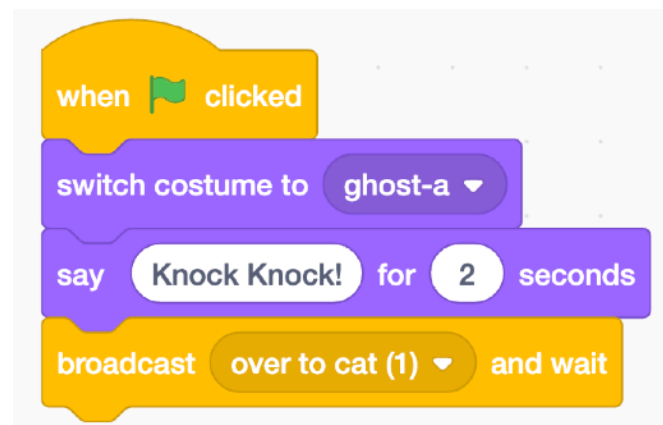 when clicked
switch costume to ghost-a
say Knock Knock! for 2 seconds
broadcast over to cat (1) and wait